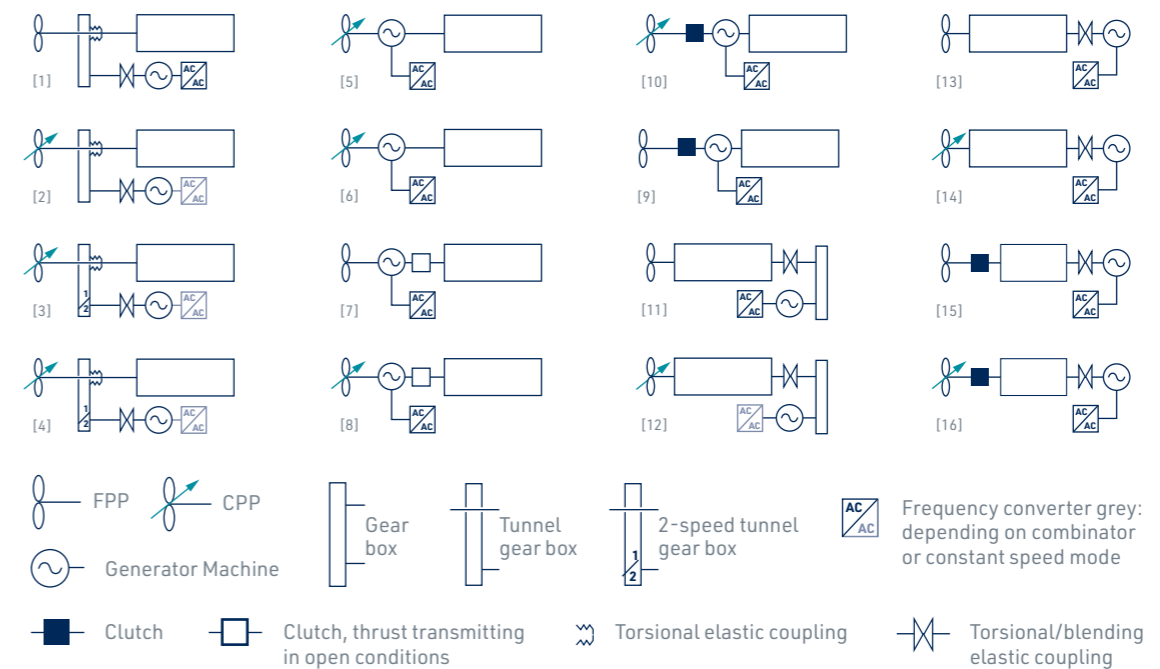 AC
AC
[1]
AC
AC
[5]
AC
AC
[10]
AC
AC
[13]
AC
AC
[2]
AC
AC
[6]
AC
AC
[9]
AC
AC
[14]
1
2
AC
AC
[3]
AC
AC
[7]
AC
AC
[11]
AC
AC
[15]
1
2
AC
AC
[4]
AC
AC
[8]
AC
AC
[12]
AC
AC
[16]
FPP
CPP
Gear
box
Tunnel
gear box
1
2
2-speed tunnel
gear box
AC
AC
Frequency converter grey:
depending on combinator
or constant speed mode
Generator Machine
Clutch
Clutch, thrust transmitting
in open conditions
Torsional elastic coupling
Torsional/blending
elastic coupling